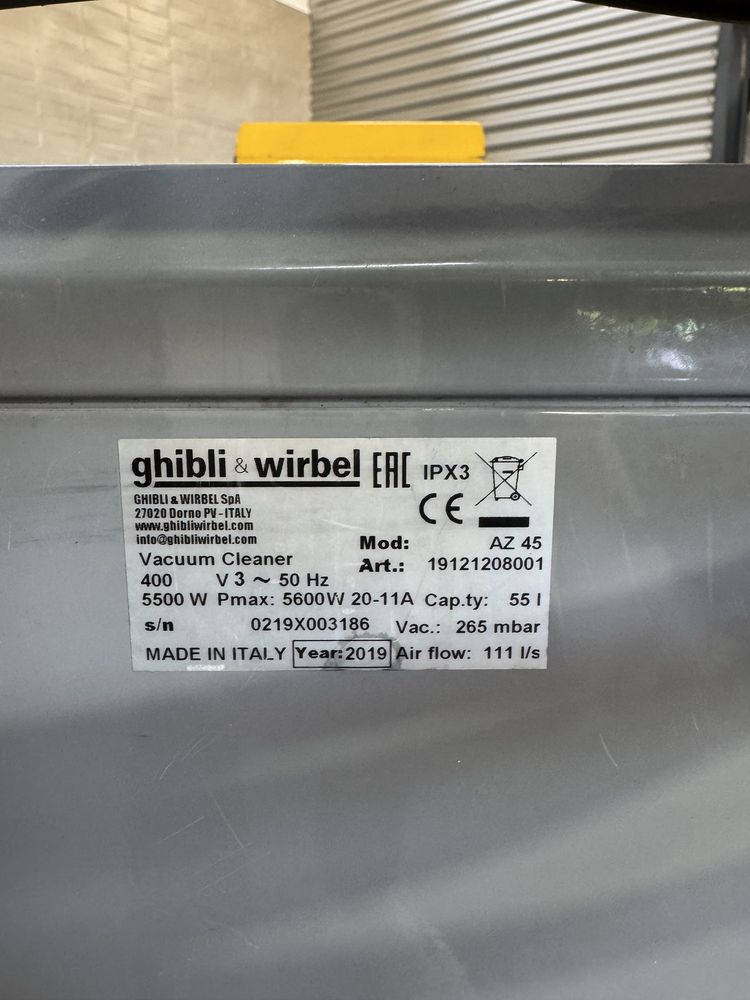 ghibli & wirbel EAC IPX3
GHIBLI & WIRBEL SpA
27020 Dorno PV - ITALY
www.ghibliwirbel.com
info@ghibliwirbel.com
CE
Mod: AZ 45
Vacuum Cleaner
Art.: 19121208001
400 V 3 ~ 50 Hz
5500 W Pmax: 5600W 20-11A Cap.ty: 55 l
s/n 0219X003186 Vac.: 265 mbar
MADE IN ITALY Year: 2019 Air flow: 111 l/s